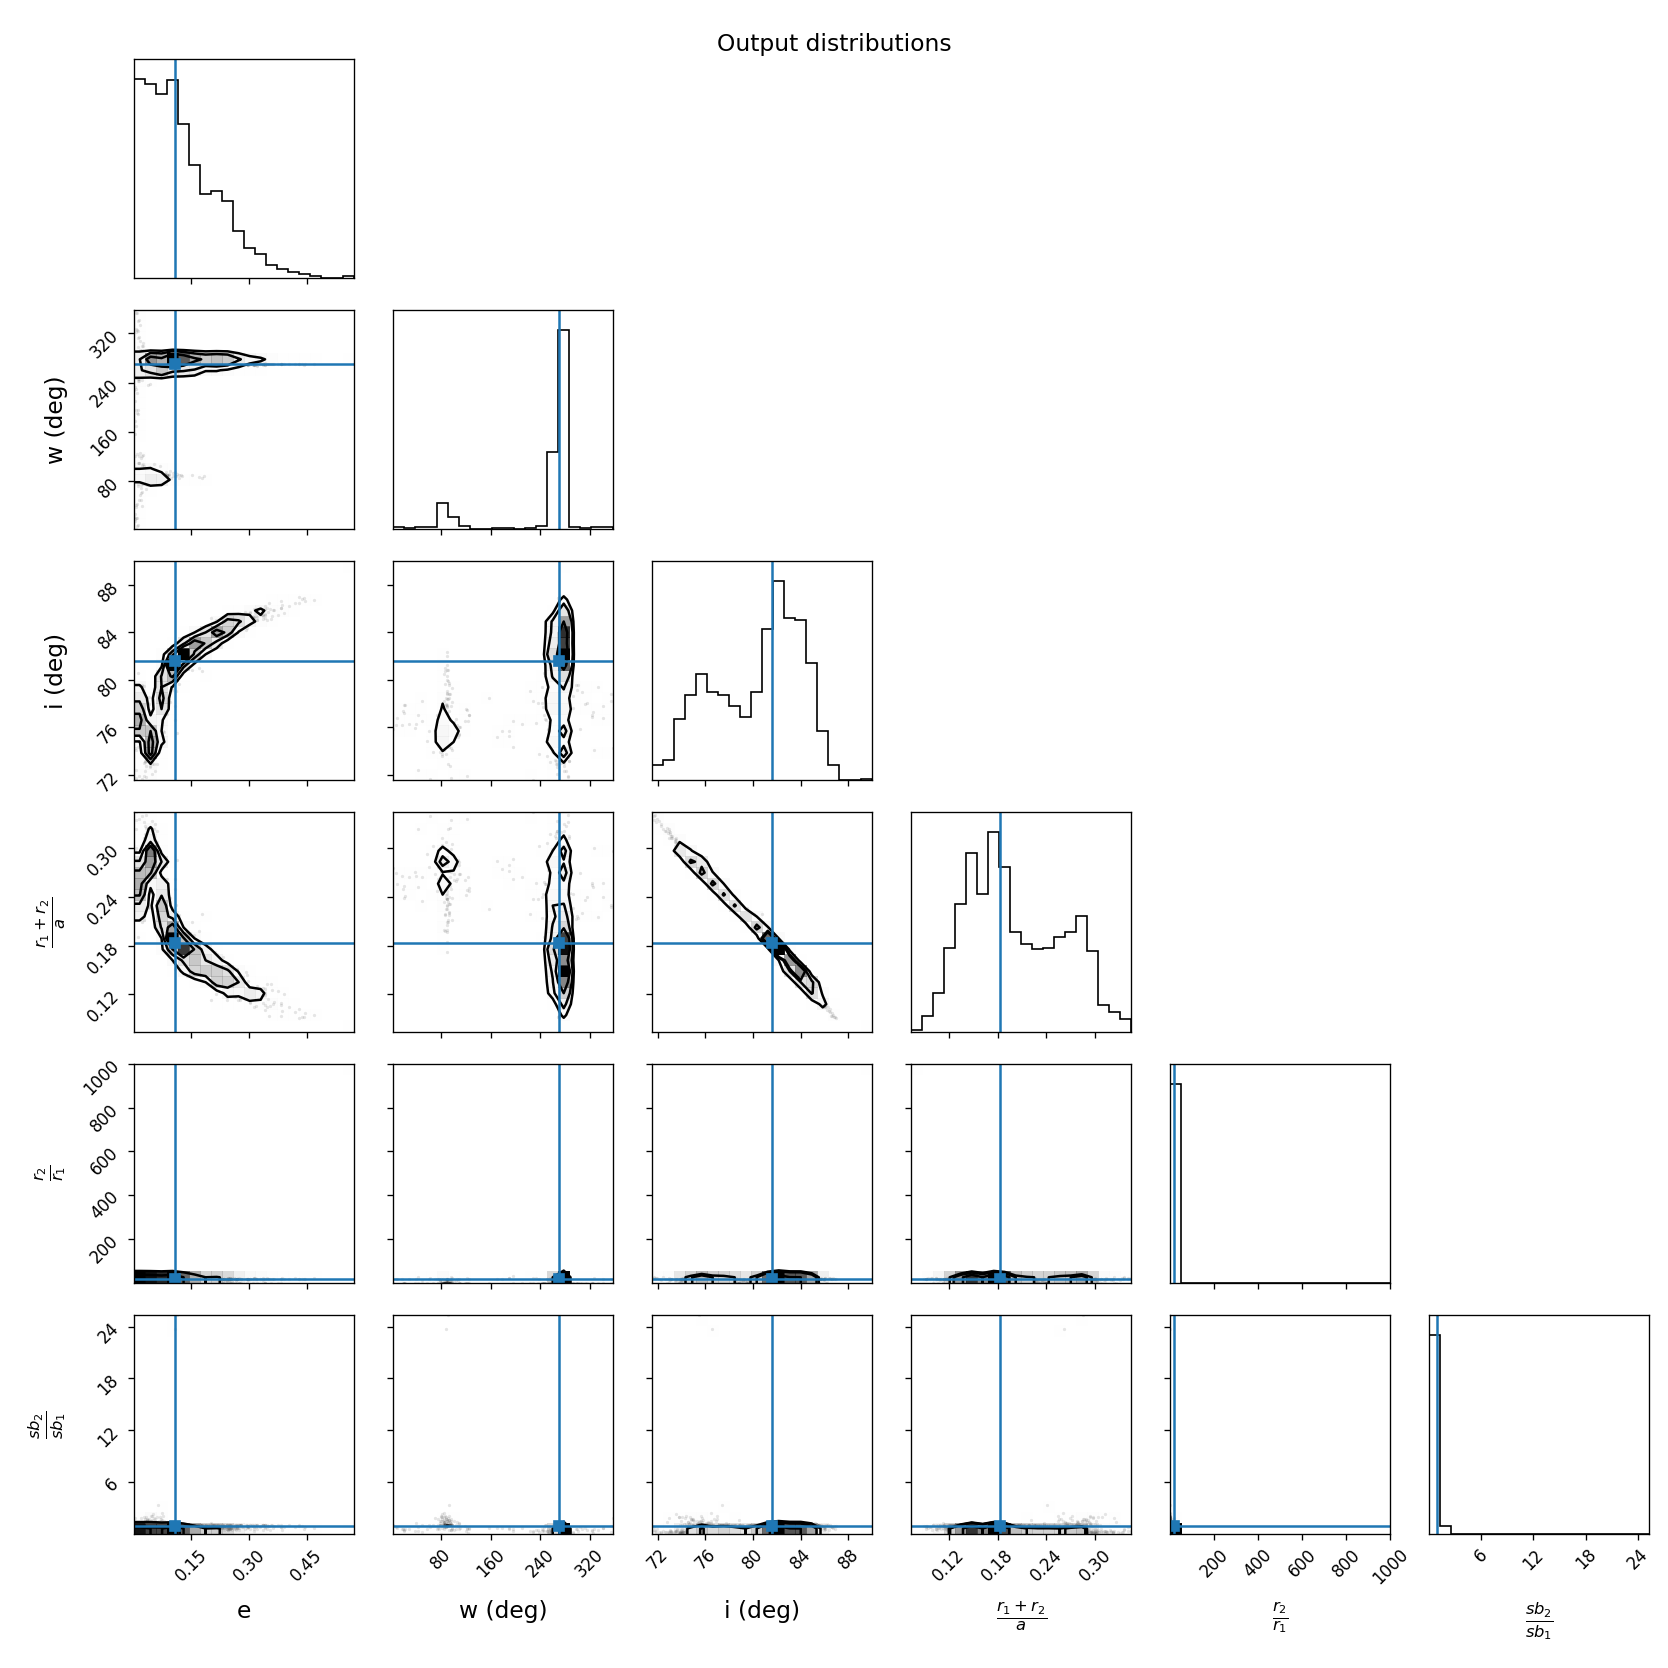 Output distributions
w (deg)
320
240
160
80
i (deg)
88
84
80
76
72
r₁ + r₂
a
0.30
0.24
0.18
0.12
r₂
r₁
1000
800
600
400
200
sb₂
sb₁
24
18
12
6
0.15 0.30 0.45
80 160 240 320
72 76 80 84 88
0.12 0.18 0.24 0.30
200 400 600 800 1000
6 12 18 24
e
w (deg)
i (deg)
r₁ + r₂
a
r₂
r₁
sb₂
sb₁